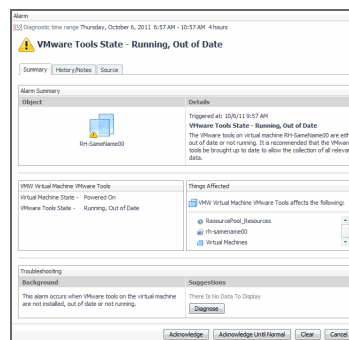 Alarm
Diagnostic time range Thursday, October 6, 2011 6:57 AM - 10:57 AM 4 hours
VMware Tools State - Running, Out of Date
Summary History/Notes Source
Alarm Summary
Object
RH-SameName00
Details
Triggered at: 10/6/11 9:57 AM
VMware Tools State - Running, Out of Date
The VMware tools on virtual machine RH-SameName00 are eith
out of date or not running. It is recommended that the VMware
tools be brought up to date to allow the collection of all relevan
data.
VMW Virtual Machine VMware Tools
Virtual Machine State - Powered On
VMware Tools State - Running, Out of Date
Things Affected
VMW Virtual Machine VMware Tools affects the following:
ResourcePool_Resources
rh-samename00
Virtual Machines
Troubleshooting
Background
This alarm occurs when VMware tools on the virtual machine
are not installed, out of date or not running.
Suggestions
There Is No Data To Display
Diagnose
Acknowledge Acknowledge Until Normal Clear Cancel